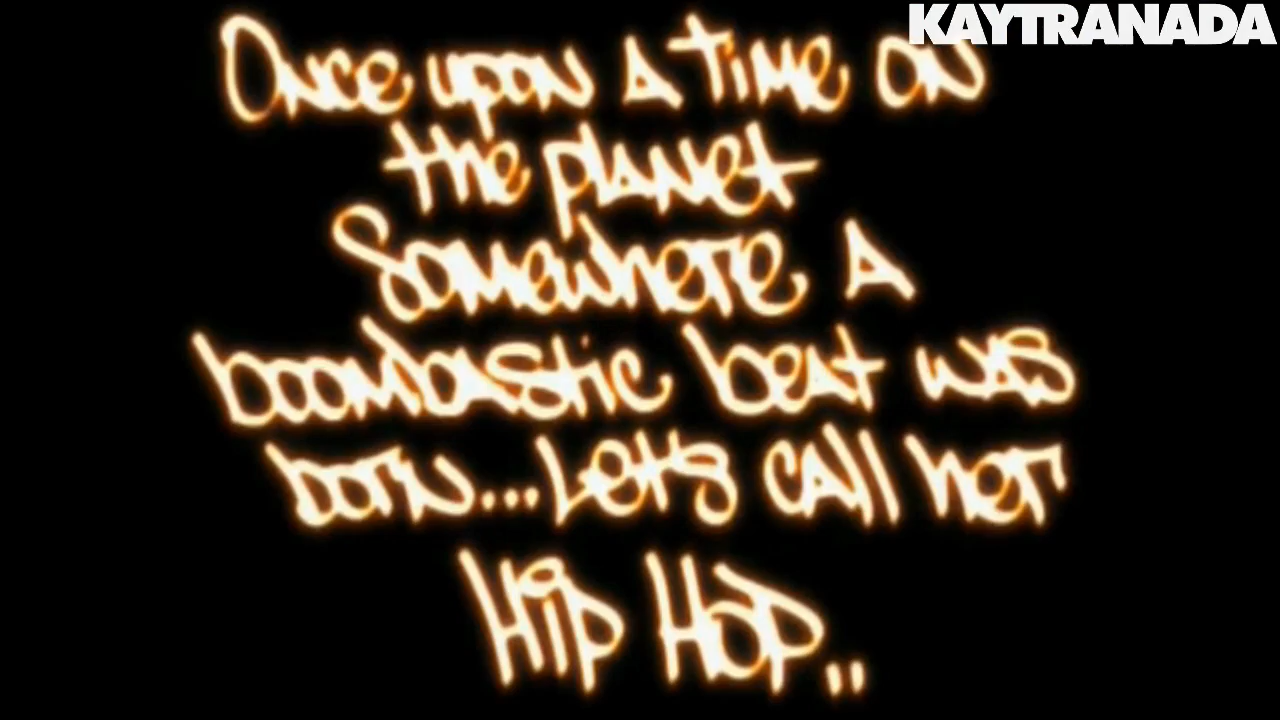 KAYTRANADA
Once upon a time on
the planet
Somewhere a
boombastic beat was
born...Let's call her
Hip Hop..